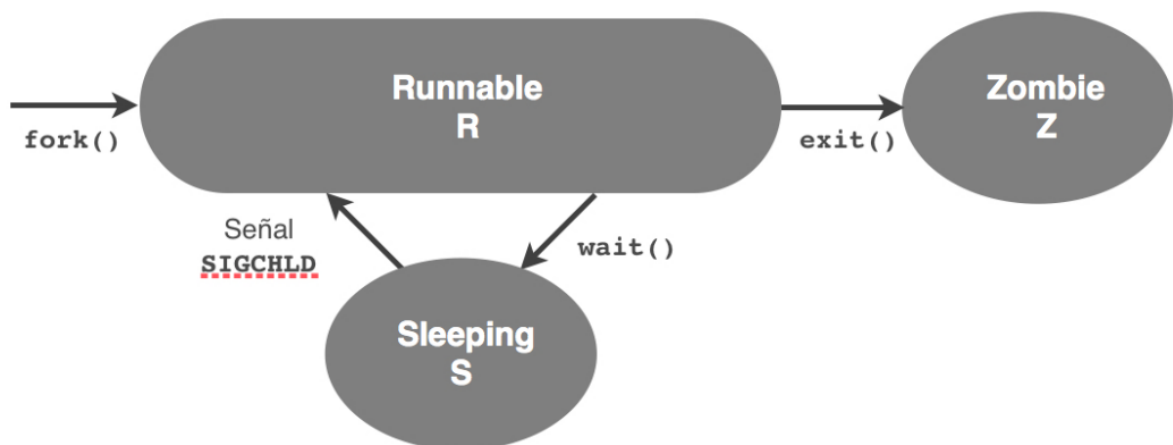 Runnable
R
Zombie
Z
fork()
exit()
Señal
SIGCHLD
wait()
Sleeping
S